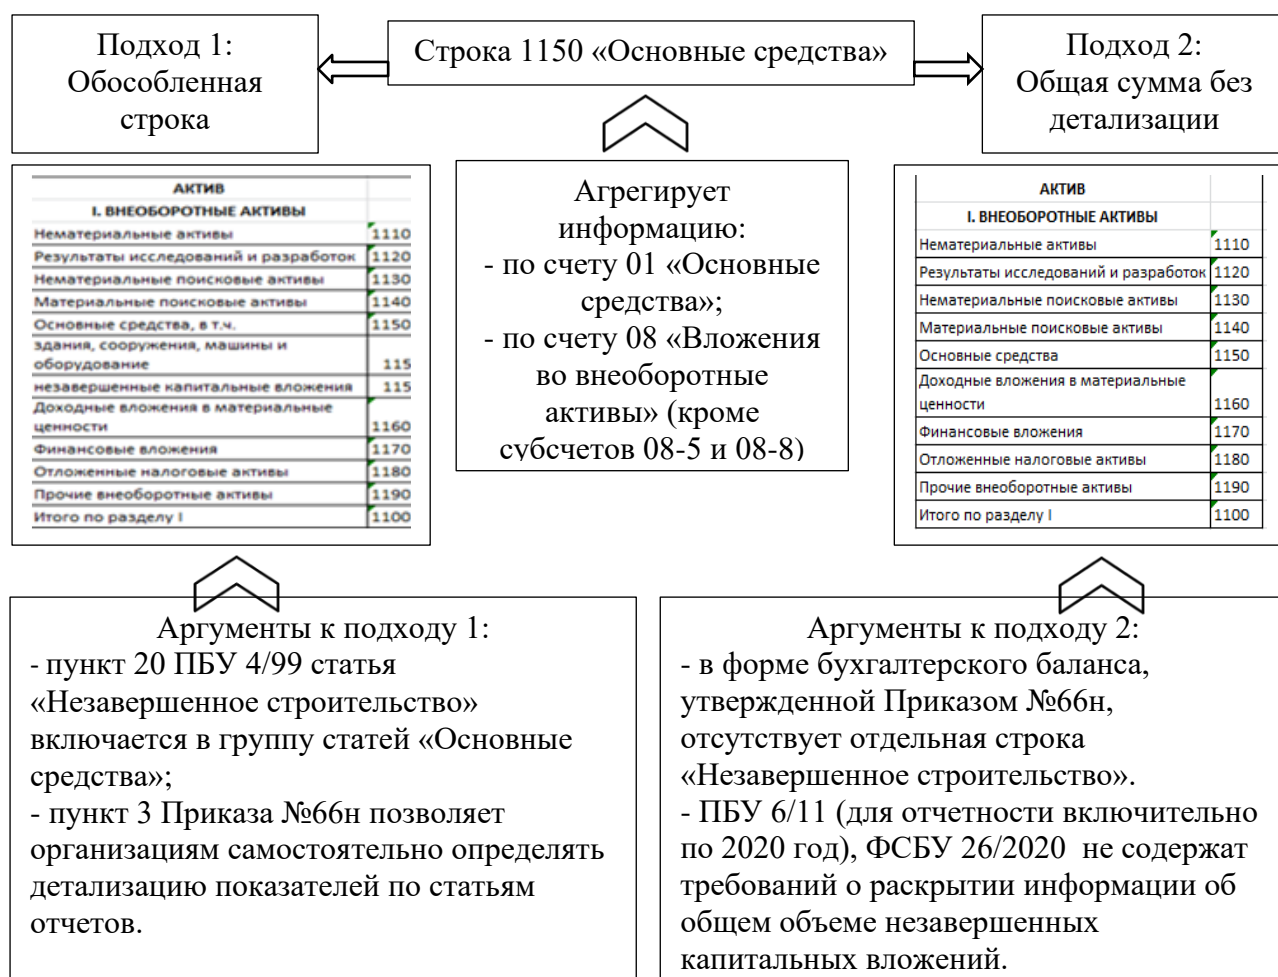 Подход 1:
Обособленная
строка
Строка 1150 «Основные средства»
Подход 2:
Общая сумма без
детализации
АКТИВ
I. ВНЕОБОРОТНЫЕ АКТИВЫ
Нематериальные активы 1110
Результаты исследований и разработок 1120
Нематериальные поисковые активы 1130
Материальные поисковые активы 1140
Основные средства, в т.ч. 1150
здания, сооружения, машины и
оборудование 115
незавершенные капитальные вложения 115
Доходные вложения в материальные
ценности 1160
Финансовые вложения 1170
Отложенные налоговые активы 1180
Прочие внеоборотные активы 1190
Итого по разделу I 1100
Агрегирует
информацию:
- по счету 01 «Основные
средства»;
- по счету 08 «Вложения
во внеоборотные
активы» (кроме
субсчетов 08-5 и 08-8)
АКТИВ
I. ВНЕОБОРОТНЫЕ АКТИВЫ
Нематериальные активы 1110
Результаты исследований и разработок 1120
Нематериальные поисковые активы 1130
Материальные поисковые активы 1140
Основные средства 1150
Доходные вложения в материальные
ценности 1160
Финансовые вложения 1170
Отложенные налоговые активы 1180
Прочие внеоборотные активы 1190
Итого по разделу I 1100
Аргументы к подходу 1:
- пункт 20 ПБУ 4/99 статья
«Незавершенное строительство»
включается в группу статей «Основные
средства»;
- пункт 3 Приказа №66н позволяет
организациям самостоятельно определять
детализацию показателей по статьям
отчетов.
Аргументы к подходу 2:
- в форме бухгалтерского баланса,
утвержденной Приказом №66н,
отсутствует отдельная строка
«Незавершенное строительство».
- ПБУ 6/11 (для отчетности включительно
по 2020 год), ФСБУ 26/2020 не содержат
требований о раскрытии информации об
общем объеме незавершенных
капитальных вложений.